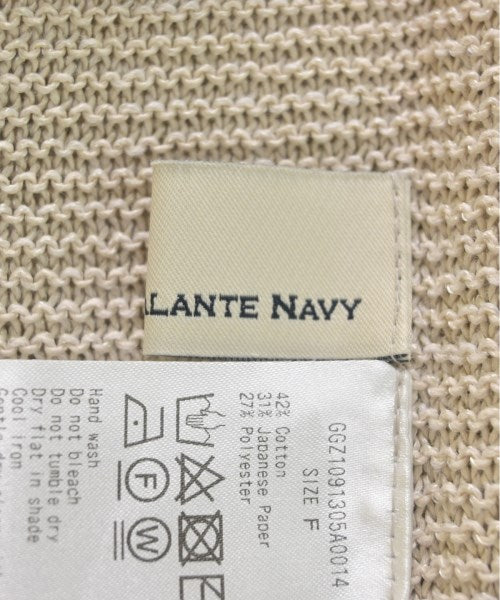 LANTE NAVY
GGZ1091305A0014
SIZE F
42% Cotton
31% Japanese Paper
27% Polyester
F
W
Hand wash
Do not bleach
Do not tumble dry
Dry flat in shade
Cool iron